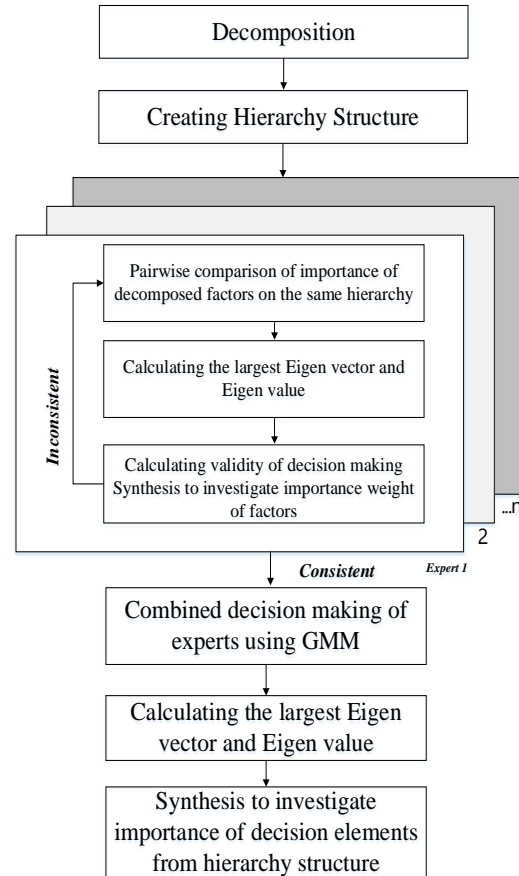 Decomposition
Creating Hierarchy Structure
Pairwise comparison of importance of
decomposed factors on the same hierarchy
Calculating the largest Eigen vector and
Eigen value
Inconsistent
Calculating validity of decision making
Synthesis to investigate importance weight
of factors
...n
2
Consistent
Expert 1
Combined decision making of
experts using GMM
Calculating the largest Eigen
vector and Eigen value
Synthesis to investigate
importance of decision elements
from hierarchy structure